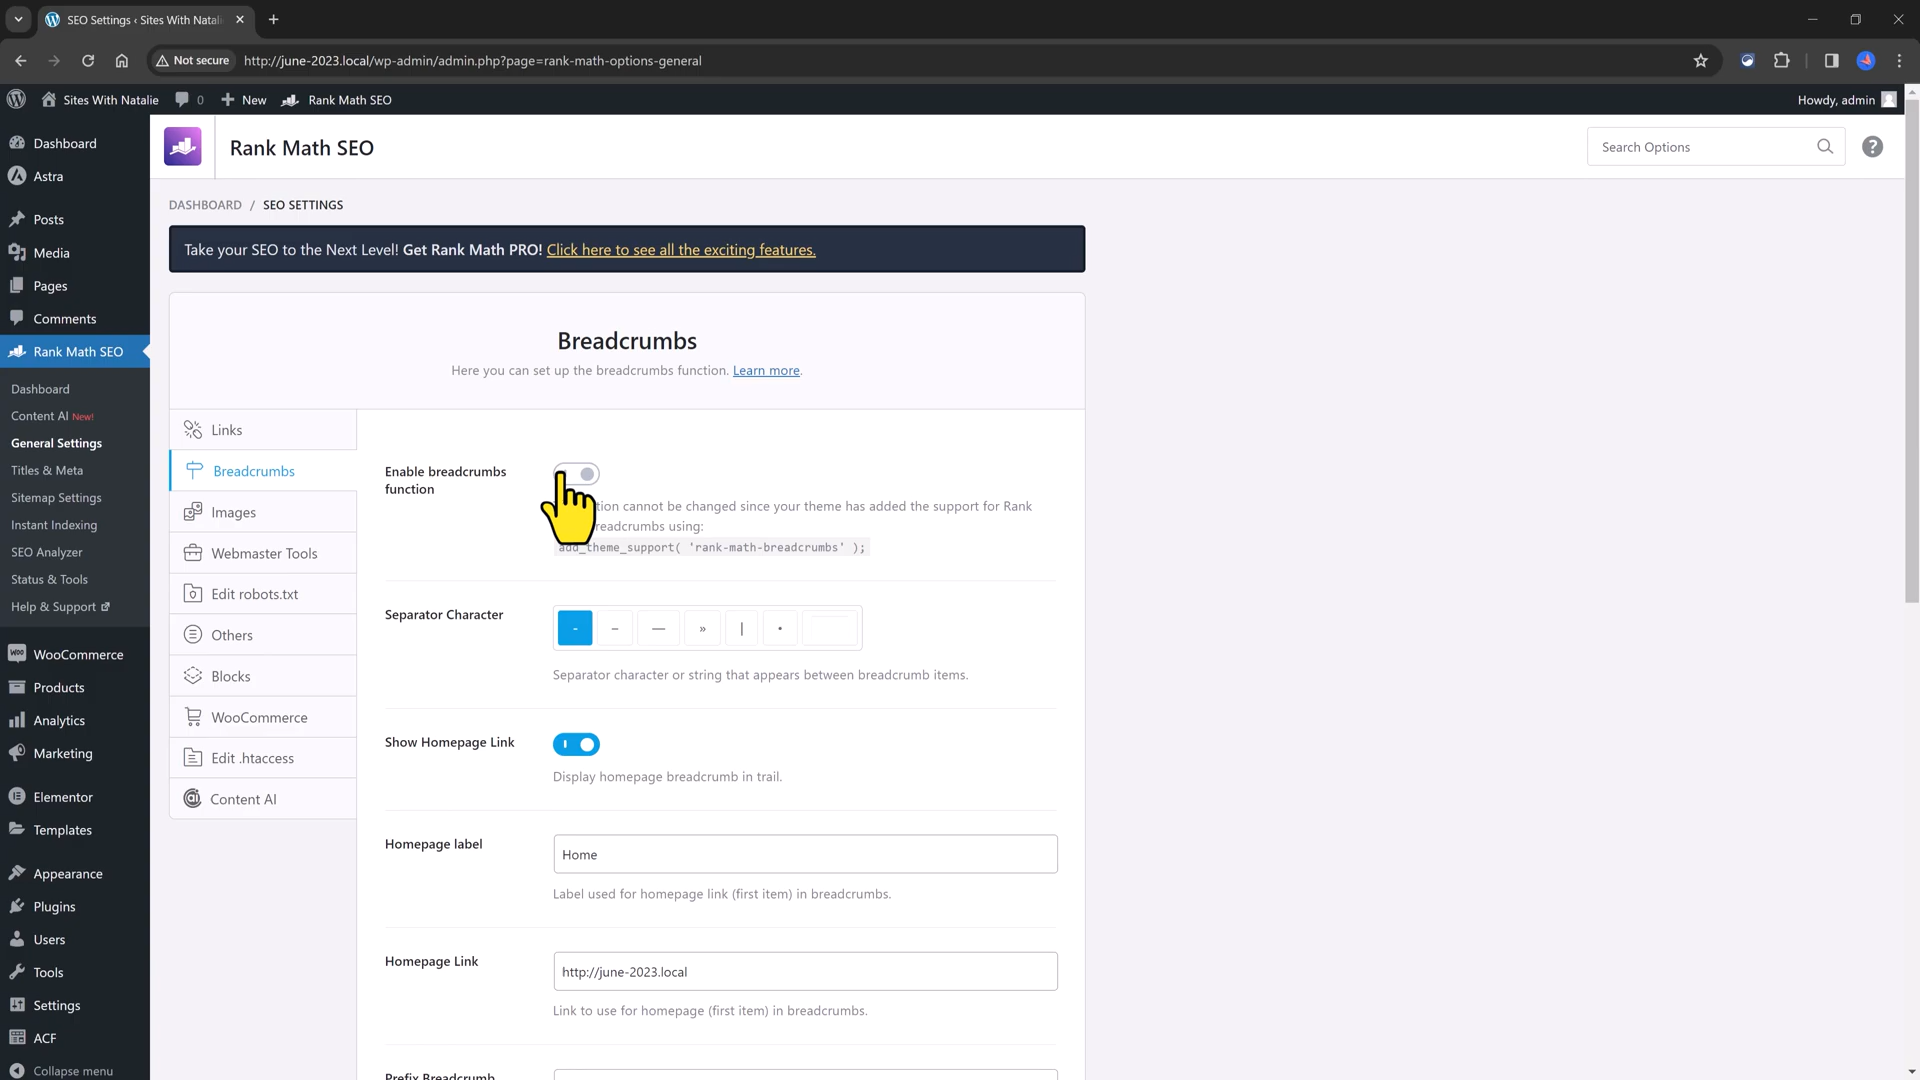 SEO Settings ‹ Sites With Natalie
Not secure
http://june-2023.local/wp-admin/admin.php?page=rank-math-options-general
Sites With Natalie
0
New
Rank Math SEO
Howdy, admin
Dashboard
Astra
Posts
Media
Pages
Comments
Rank Math SEO
Dashboard
Content AI New!
General Settings
Titles & Meta
Sitemap Settings
Instant Indexing
SEO Analyzer
Status & Tools
Help & Support
WooCommerce
Products
Analytics
Marketing
Elementor
Templates
Appearance
Plugins
Users
Tools
Settings
ACF
Collapse menu
Rank Math SEO
Search Options
DASHBOARD / SEO SETTINGS
Take your SEO to the Next Level! Get Rank Math PRO! Click here to see all the exciting features.
Breadcrumbs
Here you can set up the breadcrumbs function. Learn more.
Links
Breadcrumbs
Images
Webmaster Tools
Edit robots.txt
Others
Blocks
WooCommerce
Edit .htaccess
Content AI
Enable breadcrumbs
function
cannot be changed since your theme has added the support for Rank
using:
add_theme_support( 'rank-math-breadcrumbs' );
Separator Character
- – — » | •
Separator character or string that appears between breadcrumb items.
Show Homepage Link
Display homepage breadcrumb in trail.
Homepage label
Home
Label used for homepage link (first item) in breadcrumbs.
Homepage Link
http://june-2023.local
Link to use for homepage (first item) in breadcrumbs.
Prefix Breadcrumb